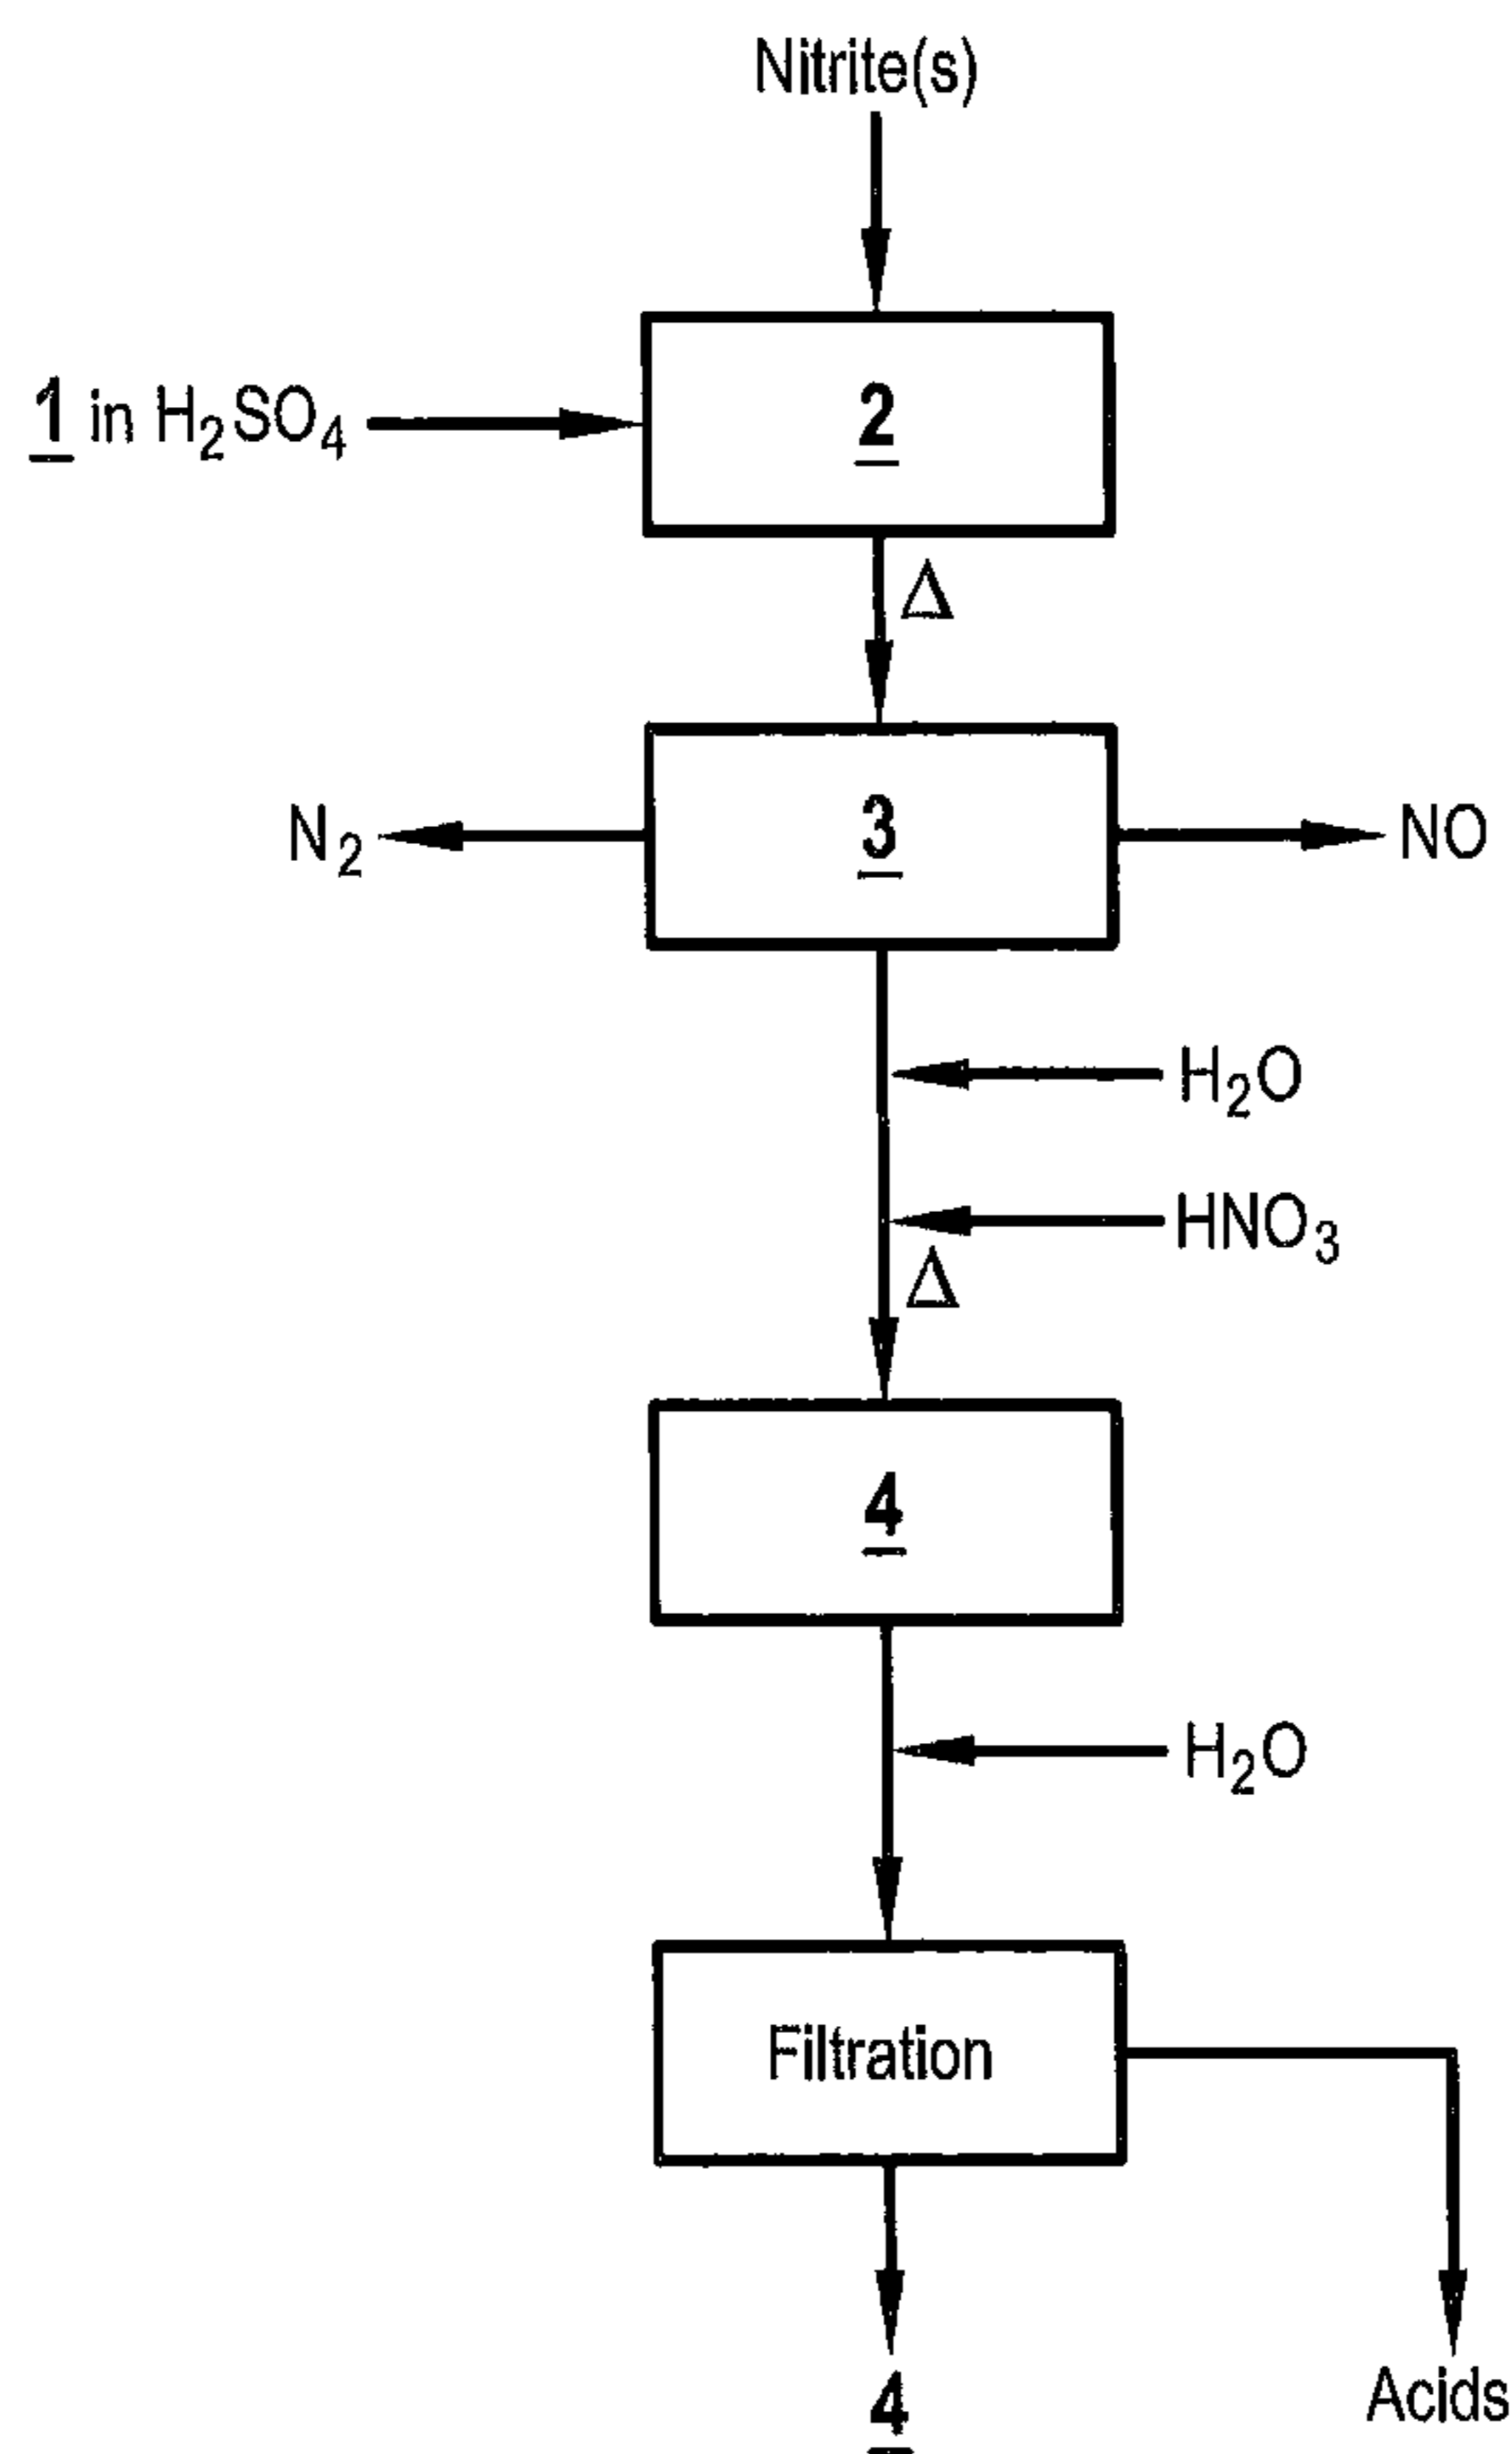 Nitrite(s)
1 in H₂SO₄
2
Δ
N₂
3
NO
H₂O
HNO₃
Δ
4
H₂O
Filtration
4
Acids